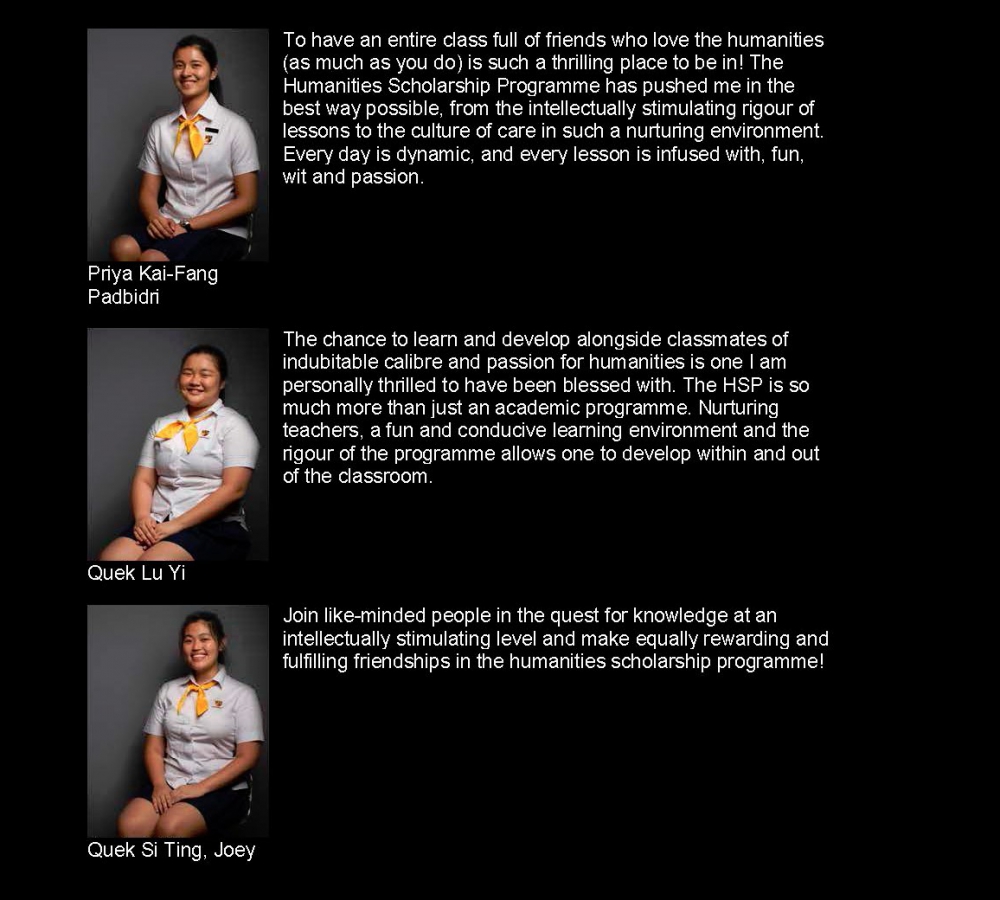 To have an entire class full of friends who love the humanities
(as much as you do) is such a thrilling place to be in! The
Humanities Scholarship Programme has pushed me in the
best way possible, from the intellectually stimulating rigour of
lessons to the culture of care in such a nurturing environment.
Every day is dynamic, and every lesson is infused with, fun,
wit and passion.
Priya Kai-Fang
Padbidri
The chance to learn and develop alongside classmates of
indubitable calibre and passion for humanities is one I am
personally thrilled to have been blessed with. The HSP is so
much more than just an academic programme. Nurturing
teachers, a fun and conducive learning environment and the
rigour of the programme allows one to develop within and out
of the classroom.
Quek Lu Yi
Join like-minded people in the quest for knowledge at an
intellectually stimulating level and make equally rewarding and
fulfilling friendships in the humanities scholarship programme!
Quek Si Ting, Joey